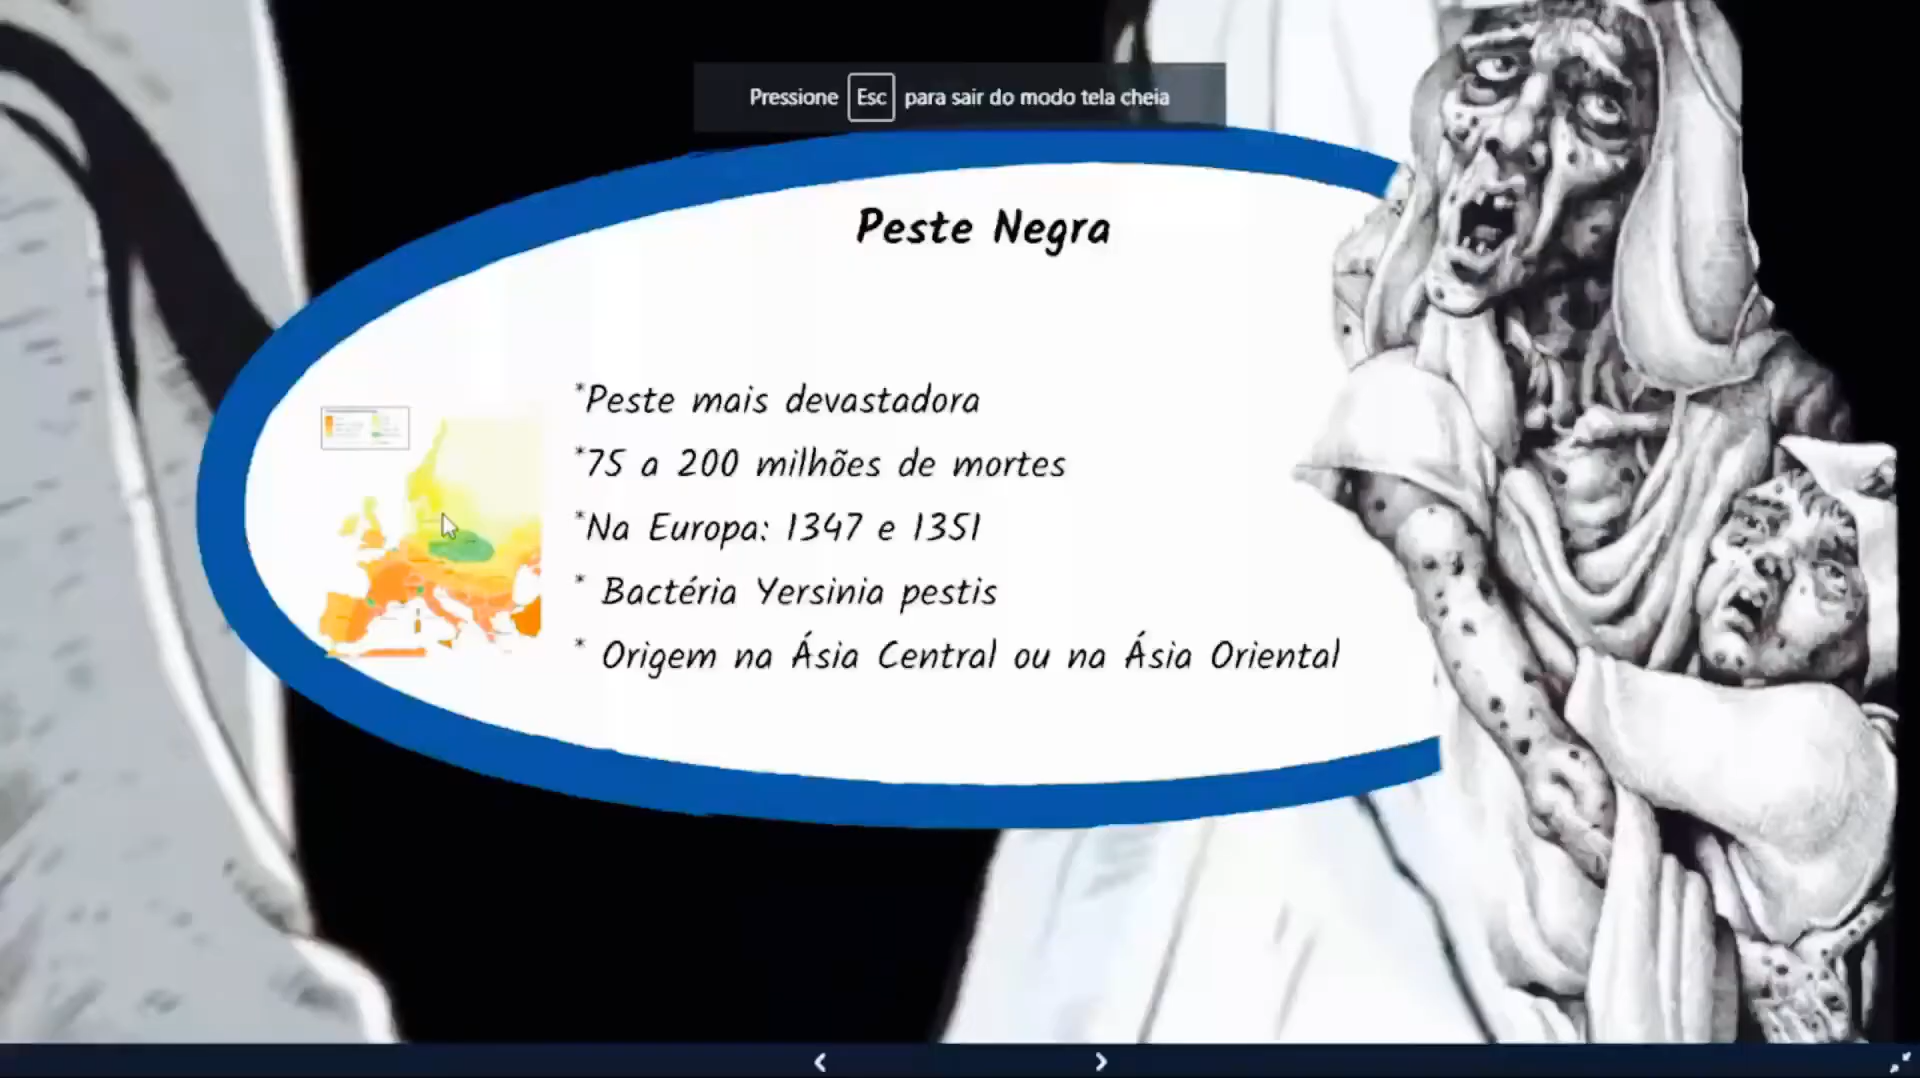 Pressione Esc para sair do modo tela cheia
Peste Negra
*Peste mais devastadora
*75 a 200 milhões de mortes
*Na Europa: 1347 e 1351
* Bactéria Yersinia pestis
* Origem na Ásia Central ou na Ásia Oriental